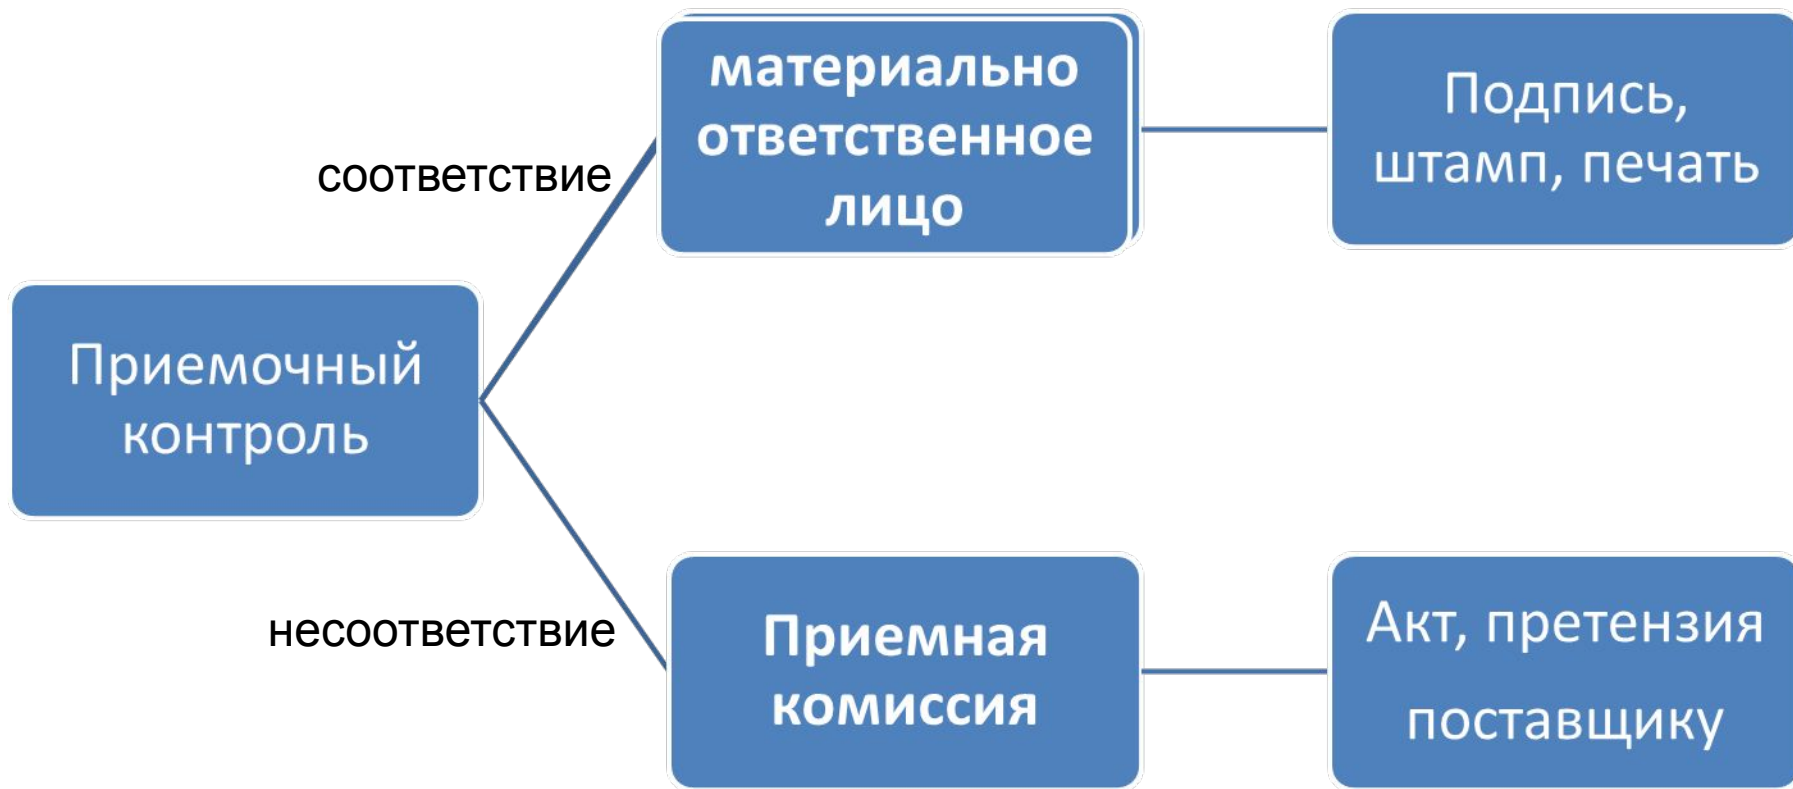 Приемочный
контроль
соответствие
материально
ответственное
лицо
Подпись,
штамп, печать
несоответствие
Приемная
комиссия
Акт, претензия
поставщику